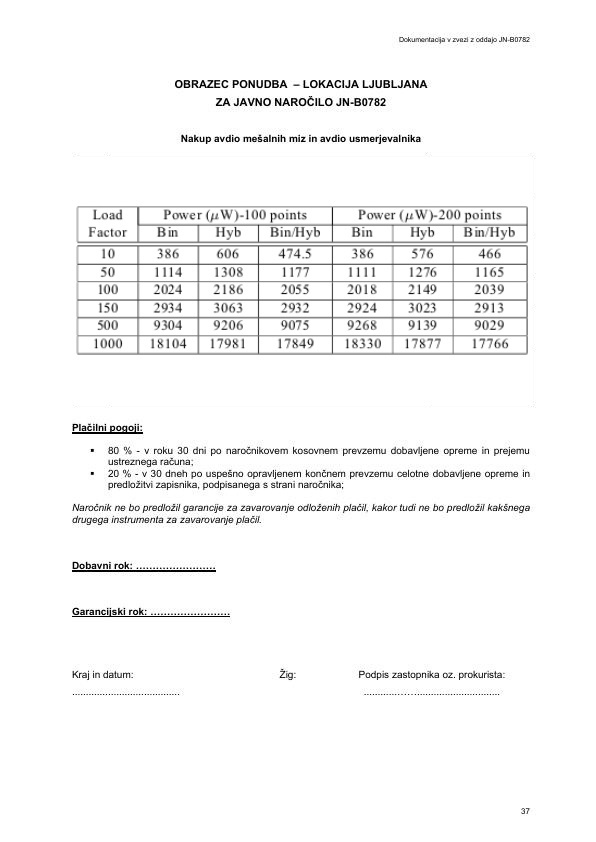 Dokumentacija v zvezi z oddajo JN-B0782
OBRAZEC PONUDBA – LOKACIJA LJUBLJANA
ZA JAVNO NAROČILO JN-B0782
Nakup avdio mešalnih miz in avdio usmerjevalnika
Load Factor Power (µW)-100 points Power (µW)-200 points
Bin Hyb Bin/Hyb Bin Hyb Bin/Hyb
10 386 606 474.5 386 576 466
50 1114 1308 1177 1111 1276 1165
100 2024 2186 2055 2018 2149 2039
150 2934 3063 2932 2924 3023 2913
500 9304 9206 9075 9268 9139 9029
1000 18104 17981 17849 18330 17877 17766
Plačilni pogoji:
▪ 80 % - v roku 30 dni po naročnikovem kosovnem prevzemu dobavljene opreme in prejemu
ustreznega računa;
▪ 20 % - v 30 dneh po uspešno opravljenem končnem prevzemu celotne dobavljene opreme in
predložitvi zapisnika, podpisanega s strani naročnika;
Naročnik ne bo predložil garancije za zavarovanje odloženih plačil, kakor tudi ne bo predložil kakšnega
drugega instrumenta za zavarovanje plačil.
Dobavni rok: ……………………
Garancijski rok: ……………………
Kraj in datum: Žig: Podpis zastopnika oz. prokurista:
....................................... ............……...............................
37